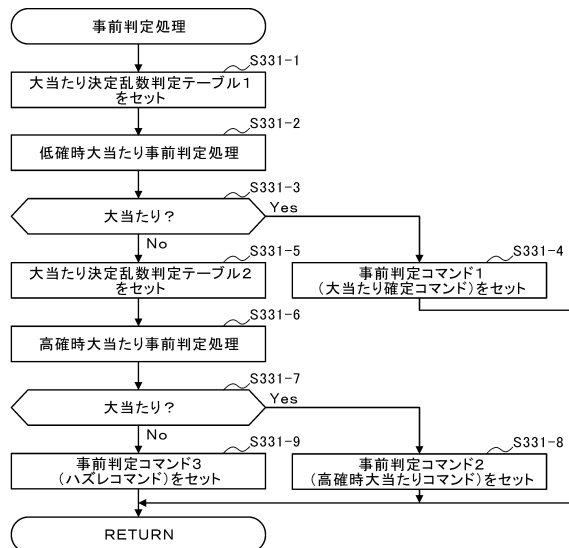 事前判定処理
S331-1
大当たり決定乱数判定テーブル1
をセット
S331-2
低確時大当たり事前判定処理
S331-3
大当たり?
Yes
No
S331-4
事前判定コマンド1
(大当たり確定コマンド)をセット
S331-5
大当たり決定乱数判定テーブル2
をセット
S331-6
高確時大当たり事前判定処理
S331-7
大当たり?
Yes
No
S331-8
事前判定コマンド2
(高確時大当たりコマンド)をセット
S331-9
事前判定コマンド3
(ハズレコマンド)をセット
RETURN